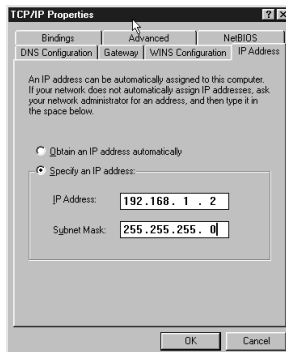 TCP/IP Properties
Bindings Advanced NetBIOS
DNS Configuration Gateway WINS Configuration IP Address
An IP address can be automatically assigned to this computer.
If your network does not automatically assign IP addresses, ask
your network administrator for an address, and then type it in
the space below.
Obtain an IP address automatically
Specify an IP address:
IP Address: 192.168. 1 . 2
Subnet Mask: 255.255.255. 0
OK Cancel